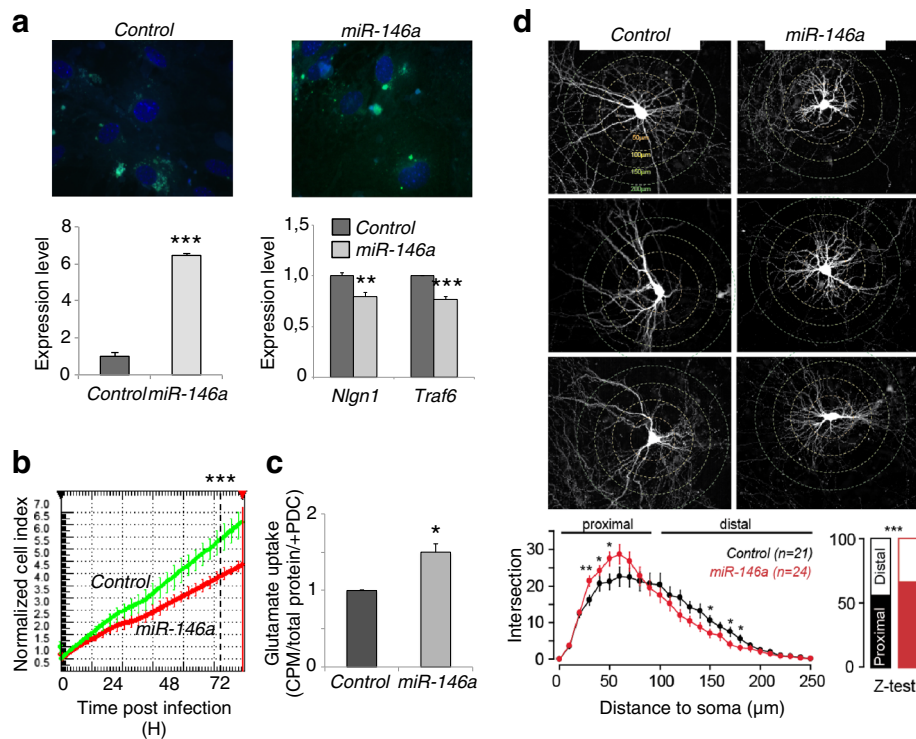 a
Control
miR-146a
Expression level
8
6
4
2
0
***
Control miR-146a
Expression level
1,5
1,0
0,5
0
Control
miR-146a
**
***
Nlgn1
Traf6
b
***
Normalized cell index
7.0
6.5
5.5
5.0
4.5
4.0
3.5
3.0
2.5
2.0
1.5
1.0
0.5
Control
miR-146a
0 24 48 72
Time post infection
(H)
c
Glutamate uptake
(CPM/total protein/+PDC)
2
1
0
*
Control miR-146a
d
Control
miR-146a
50µm
100µm
150µm
200µm
proximal
distal
Intersection
30
20
10
0
**
*
*
*
*
*
Control (n=21)
miR-146a (n=24)
0 50 100 150 200 250
Distance to soma (µm)
***
100
50
0
Distal
Proximal
Z-test